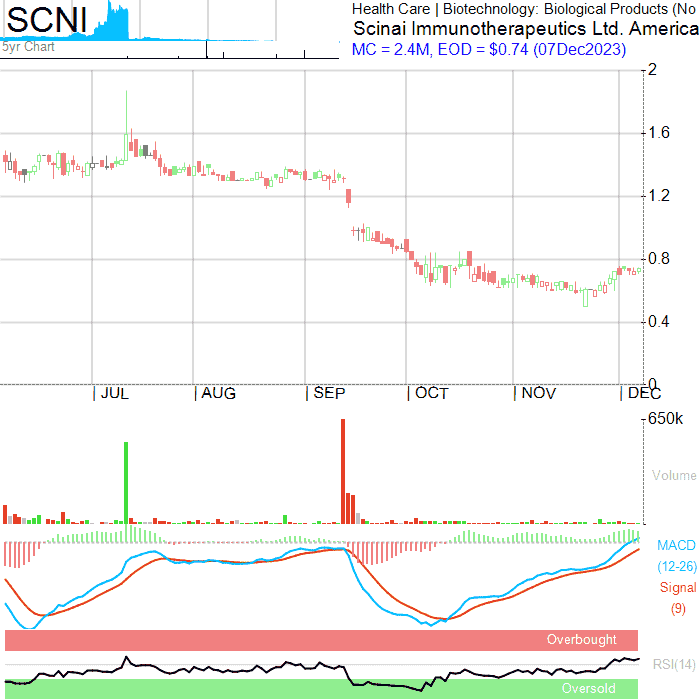 SCNI
5yr Chart
Health Care | Biotechnology: Biological Products (No
Scinai Immunotherapeutics Ltd. America
MC = 2.4M, EOD = $0.74 (07Dec2023)
2
1.6
1.2
0.8
0.4
0
JUL AUG SEP OCT NOV DEC
650k
Volume
MACD
(12-26)
Signal
(9)
Overbought
RSI(14)
Oversold